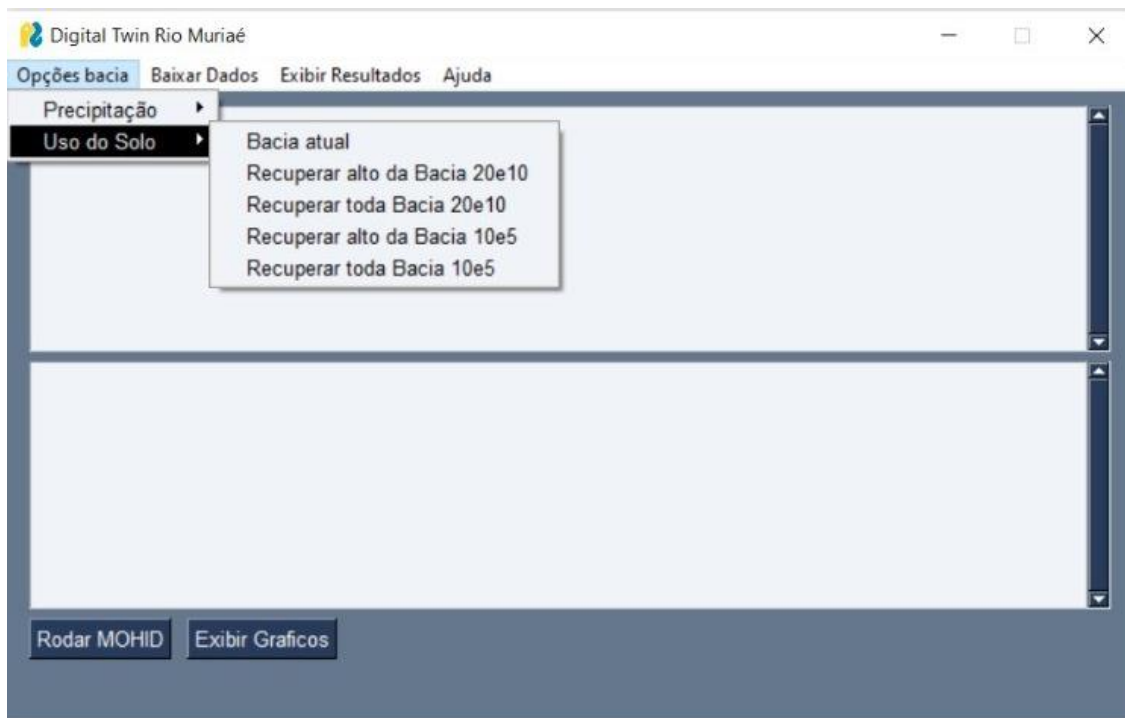 Digital Twin Rio Muriaé
Opções bacia Baixar Dados Exibir Resultados Ajuda
Precipitação
Uso do Solo
Bacia atual
Recuperar alto da Bacia 20e10
Recuperar toda Bacia 20e10
Recuperar alto da Bacia 10e5
Recuperar toda Bacia 10e5
Rodar MOHID Exibir Graficos